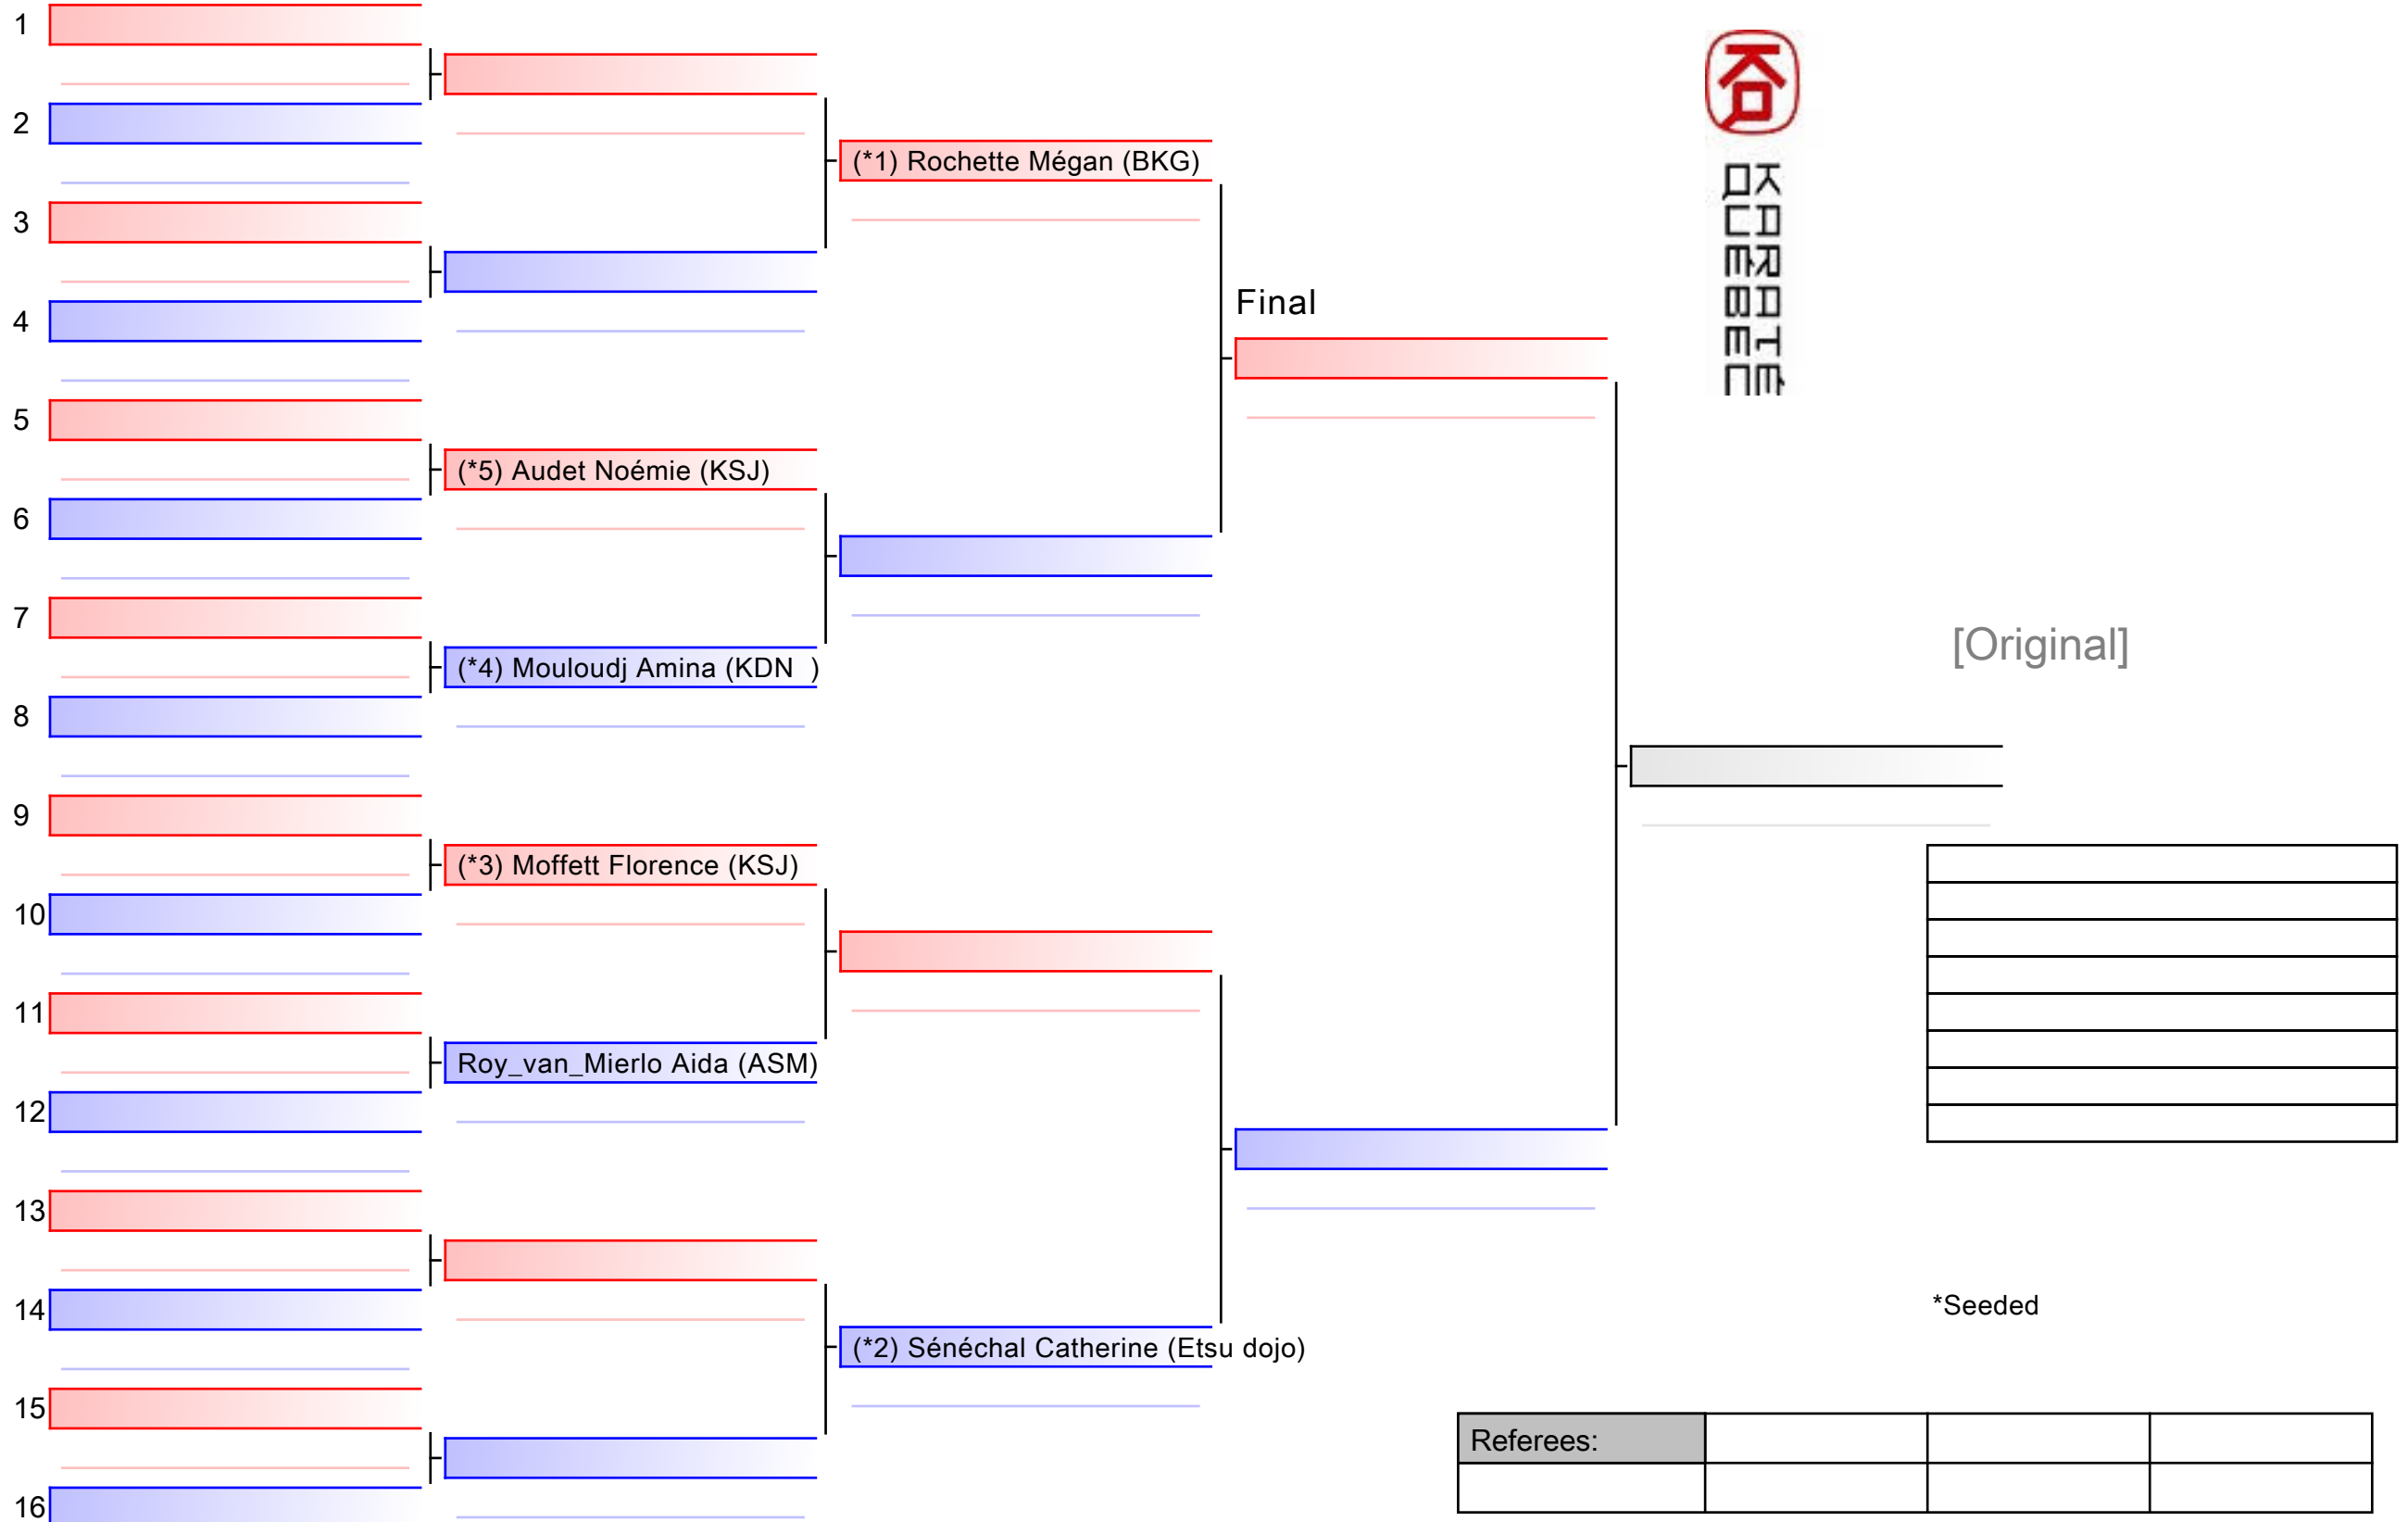 1
2
(*1) Rochette Mégan (BKG)
3
4
Final
5
(*5) Audet Noémie (KSJ)
6
7
(*4) Mouloudj Amina (KDN  )
8
9
(*3) Moffett Florence (KSJ)
10
11
Roy_van_Mierlo Aida (ASM)
12
13
14
(*2) Sénéchal Catherine (Etsu dojo)
15
16
KARATÉ
QUÉBEC
[Original]
*Seeded
Referees: